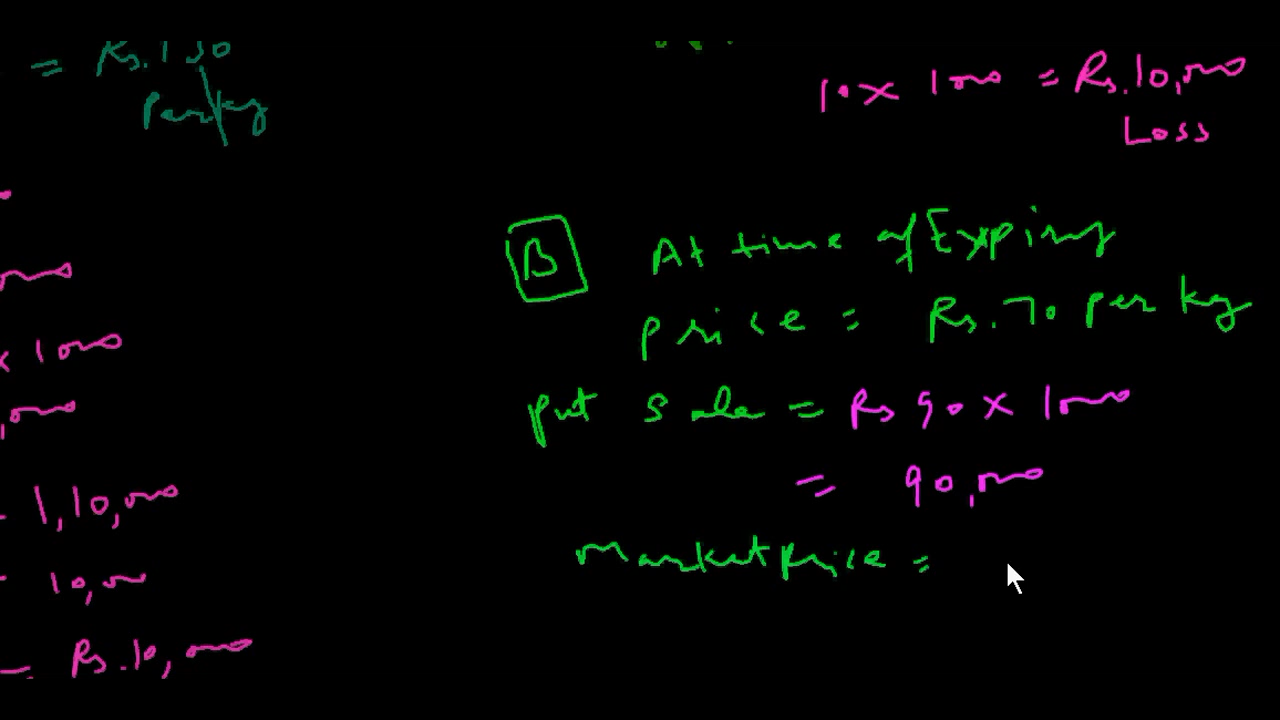 = Rs. 130
per kg
x 1000
1,10,000
10,000
= Rs. 10,000
10 x 1000 = Rs. 10,000
Loss
B At time of Expiry
price = Rs. 70 per kg
put sale = Rs 90 x 1000
= 90,000
Market price =